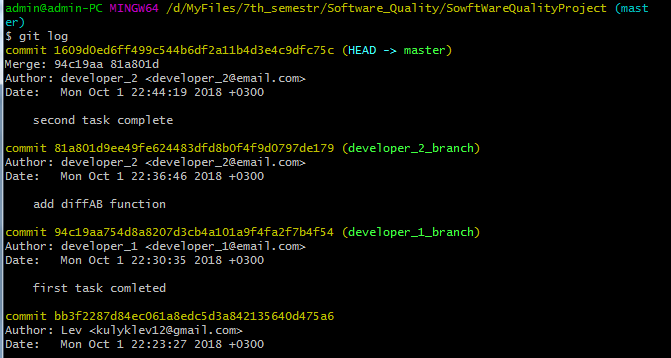 admin@admin-PC MINGW64 /d/MyFiles/7th_semestr/Software_Quality/SowftWareQualityProject (mast
er)
$ git log
commit 1609d0ed6ff499c544b6df2a11b4d3e4c9dfc75c (HEAD -> master)
Merge: 94c19aa 81a801d
Author: developer_2 <developer_2@email.com>
Date:   Mon Oct 1 22:44:19 2018 +0300
second task complete
commit 81a801d9ee49fe624483dfd8b0f4f9d0797de179 (developer_2_branch)
Author: developer_2 <developer_2@email.com>
Date:   Mon Oct 1 22:36:46 2018 +0300
add diffAB function
commit 94c19aa754d8a8207d3cb4a101a9f4fa2f7b4f54 (developer_1_branch)
Author: developer_1 <developer_1@email.com>
Date:   Mon Oct 1 22:30:35 2018 +0300
first task comleted
commit bb3f2287d84ec061a8edc5d3a842135640d475a6
Author: Lev <kulyklev12@gmail.com>
Date:   Mon Oct 1 22:23:27 2018 +0300